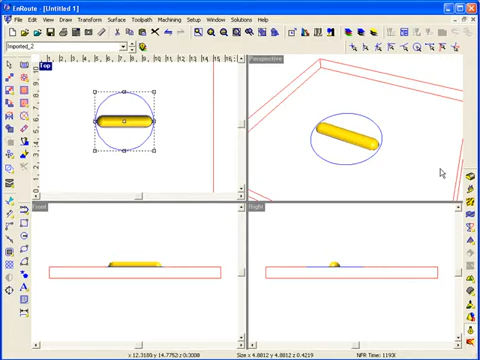 EnRoute - [Untitled 1]
File Edit View Draw Transform Surface Toolpath Machining Setup Window Solutions Help
Imported_2
Top
Perspective
Front
Right
x 12.3180 y 14.7752 z 0.3008 Size x 4.8812 y 4.8812 z 0.4219 NFR Time: 1193